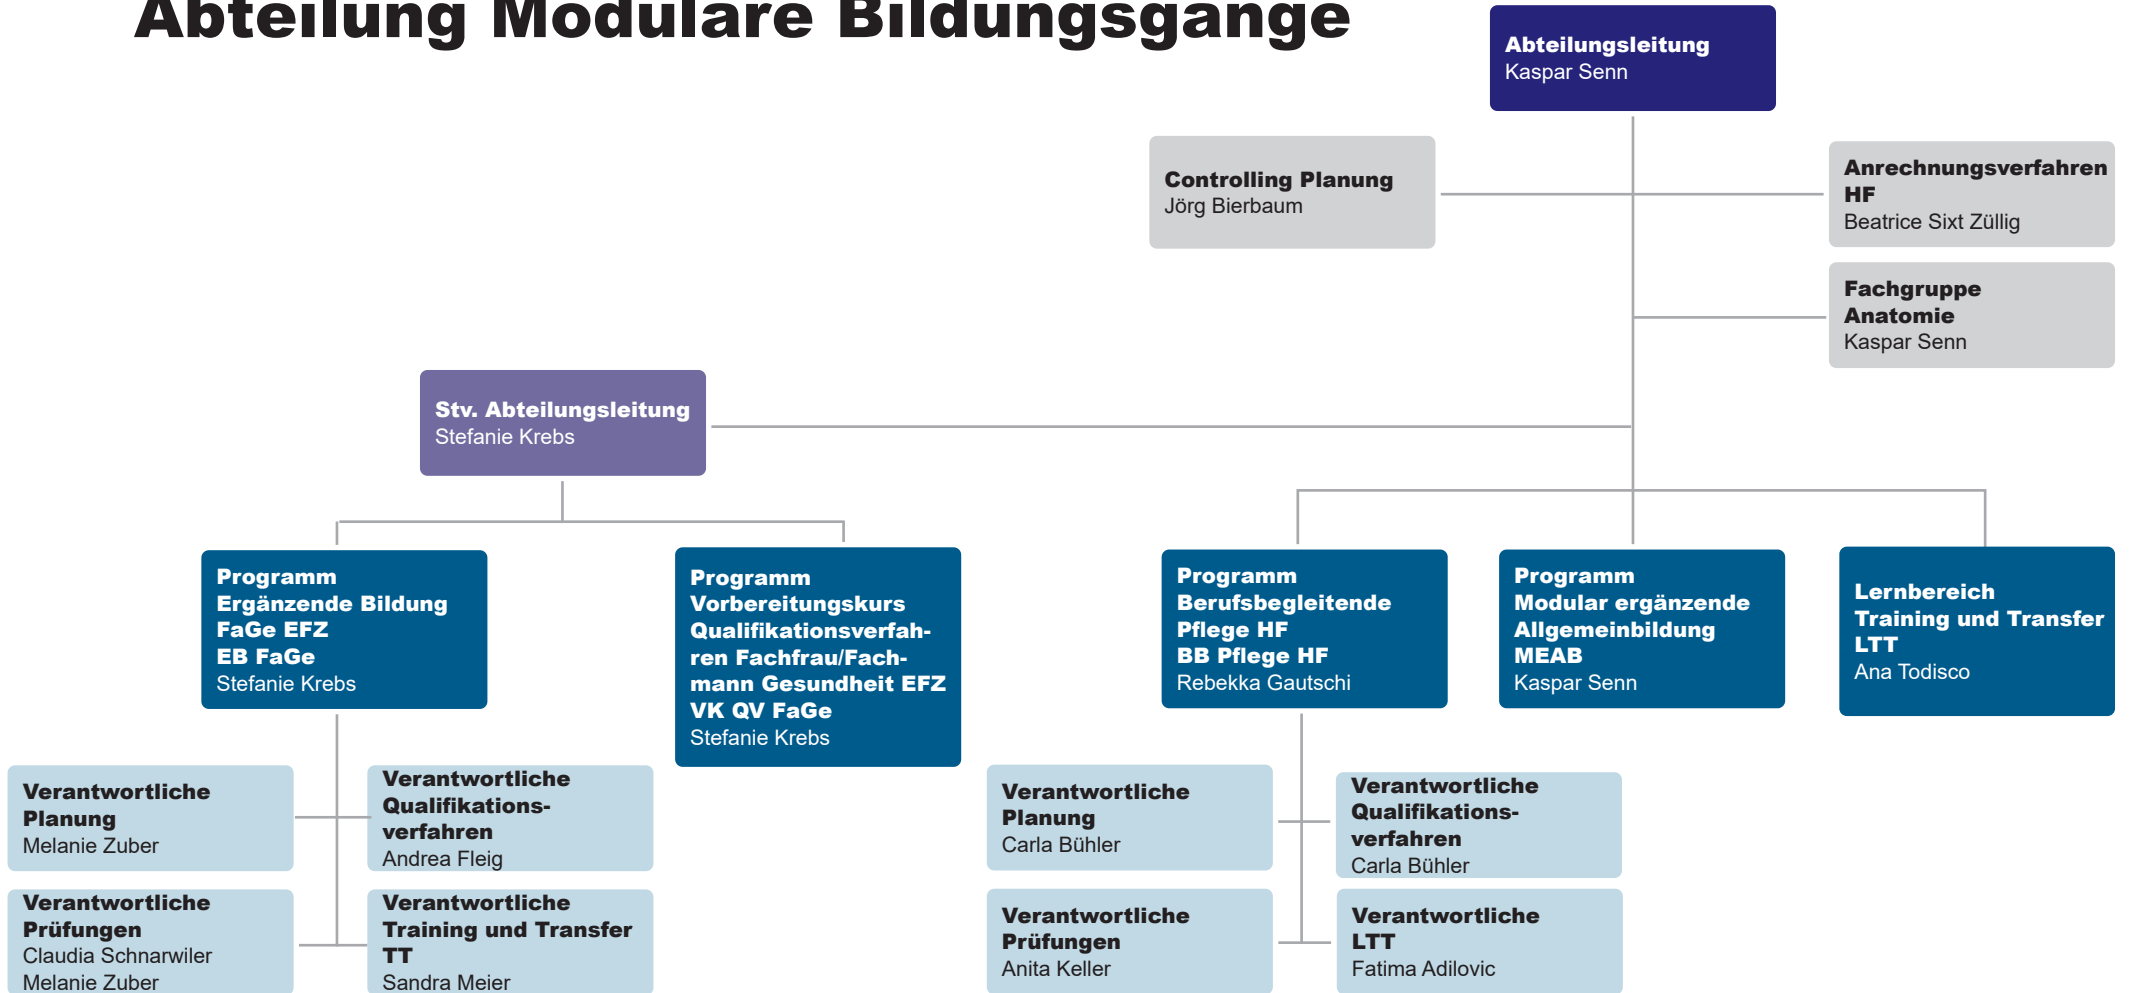 Abteilung Modulare Bildungsgänge
Abteilungsleitung
Kaspar Senn
Controlling Planung
Jörg Bierbaum
Anrechnungsverfahren
HF
Beatrice Sixt Züllig
Fachgruppe
Anatomie
Kaspar Senn
Stv. Abteilungsleitung
Stefanie Krebs
Programm
Ergänzende Bildung
FaGe EFZ
EB FaGe
Stefanie Krebs
Programm
Vorbereitungskurs
Qualifikationsverfah-
ren Fachfrau/Fach-
mann Gesundheit EFZ
VK QV FaGe
Stefanie Krebs
Programm
Berufsbegleitende
Pflege HF
BB Pflege HF
Rebekka Gautschi
Programm
Modular ergänzende
Allgemeinbildung
MEAB
Kaspar Senn
Lernbereich
Training und Transfer
LTT
Ana Todisco
Verantwortliche
Planung
Melanie Zuber
Verantwortliche
Qualifikations-
verfahren
Andrea Fleig
Verantwortliche
Planung
Carla Bühler
Verantwortliche
Qualifikations-
verfahren
Carla Bühler
Verantwortliche
Prüfungen
Claudia Schnarwiler
Melanie Zuber
Verantwortliche
Training und Transfer
TT
Sandra Meier
Verantwortliche
Prüfungen
Anita Keller
Verantwortliche
LTT
Fatima Adilovic